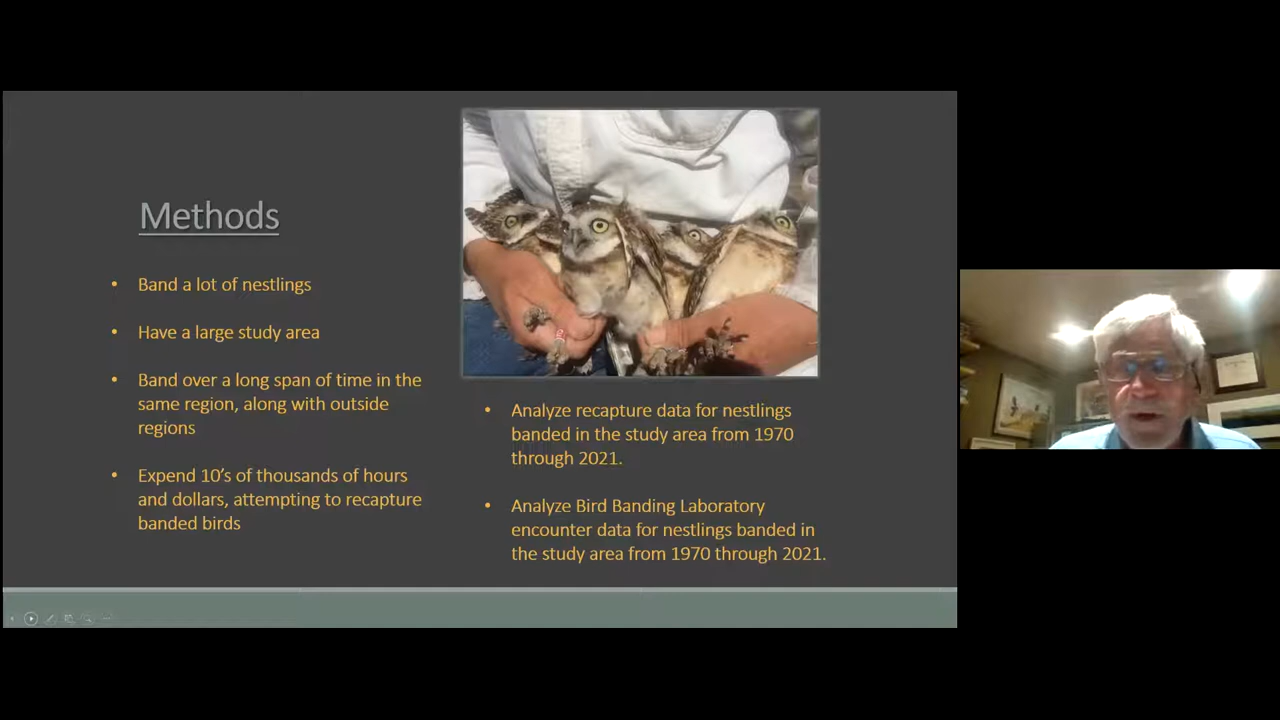 Methods
• Band a lot of nestlings
• Have a large study area
• Band over a long span of time in the
same region, along with outside
regions
• Expend 10's of thousands of hours
and dollars, attempting to recapture
banded birds
• Analyze recapture data for nestlings
banded in the study area from 1970
through 2021.
• Analyze Bird Banding Laboratory
encounter data for nestlings banded in
the study area from 1970 through 2021.